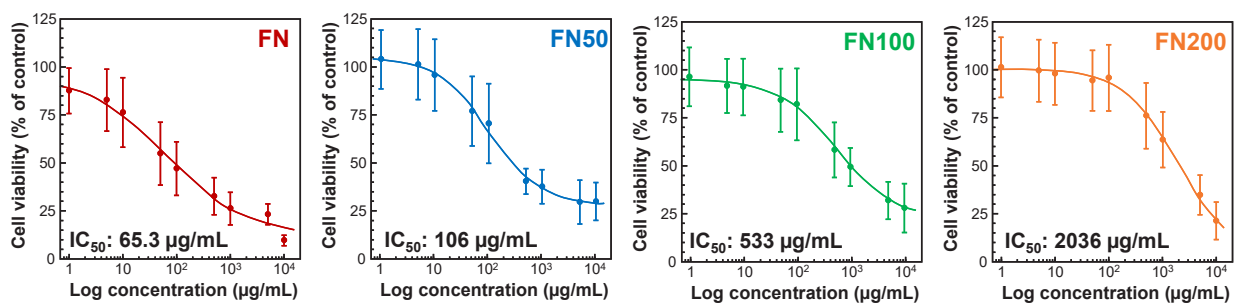 Cell viability (% of control)
125
100
75
50
25
0
FN
IC₅₀: 65.3 µg/mL
1 10 10² 10³ 10⁴
Log concentration (µg/mL)
Cell viability (% of control)
125
100
75
50
25
0
FN50
IC₅₀: 106 µg/mL
1 10 10² 10³ 10⁴
Log concentration (µg/mL)
Cell viability (% of control)
125
100
75
50
25
0
FN100
IC₅₀: 533 µg/mL
1 10 10² 10³ 10⁴
Log concentration (µg/mL)
Cell viability (% of control)
125
100
75
50
25
0
FN200
IC₅₀: 2036 µg/mL
1 10 10² 10³ 10⁴
Log concentration (µg/mL)